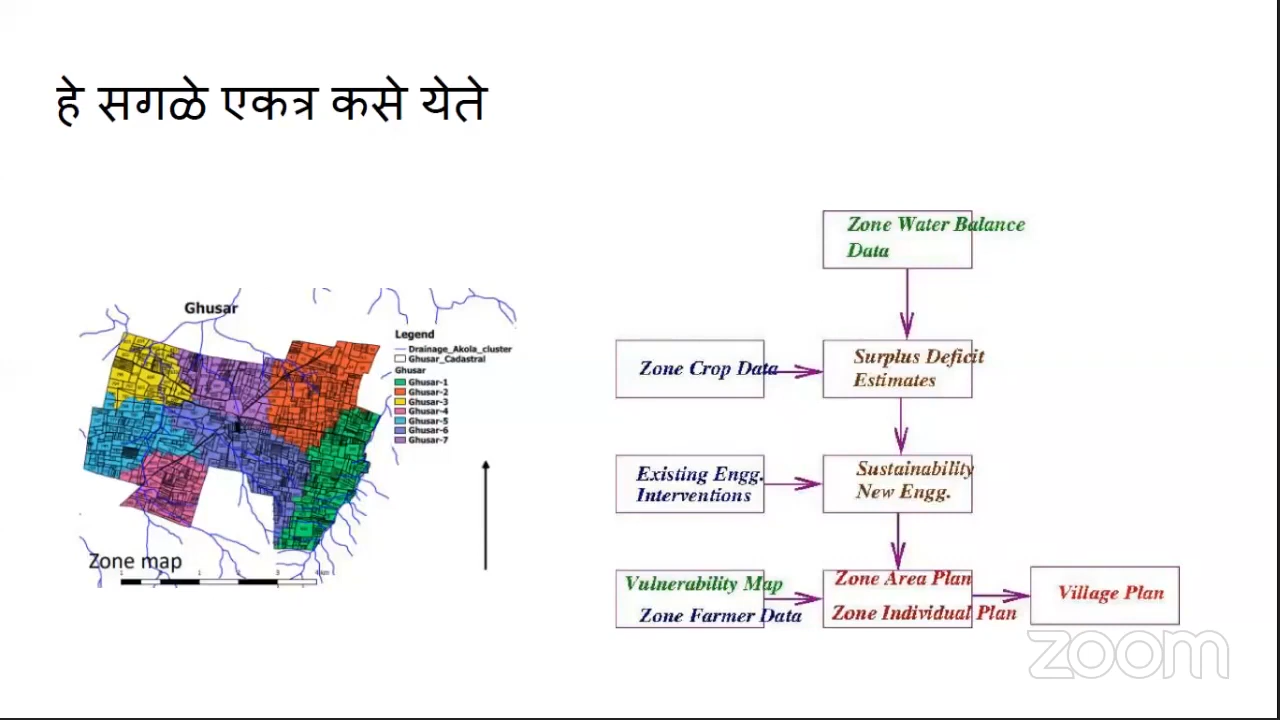 हे सगळे एकत्र कसे येते
Ghusar
Legend
Drainage_Akola_cluster
Ghusar_Cadastral
Ghusar
Ghusar-1
Ghusar-2
Ghusar-3
Ghusar-4
Ghusar-5
Ghusar-6
Ghusar-7
Zone map
Zone Water Balance
Data
Zone Crop Data
Surplus Deficit
Estimates
Existing Engg.
Interventions
Sustainability
New Engg.
Vulnerability Map
Zone Farmer Data
Zone Area Plan
Zone Individual Plan
Village Plan
zoom